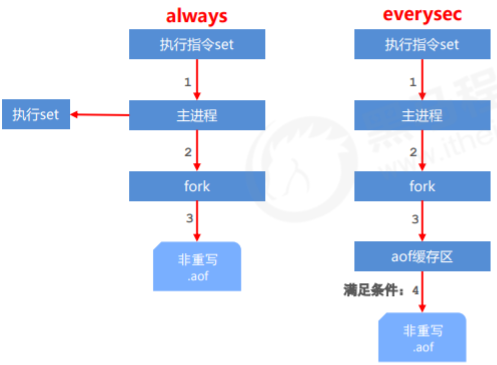 always
everysec
执行指令set
执行指令set
1
1
执行set
主进程
主进程
2
2
fork
fork
3
3
非重写
.aof
aof缓存区
满足条件：4
非重写
.aof